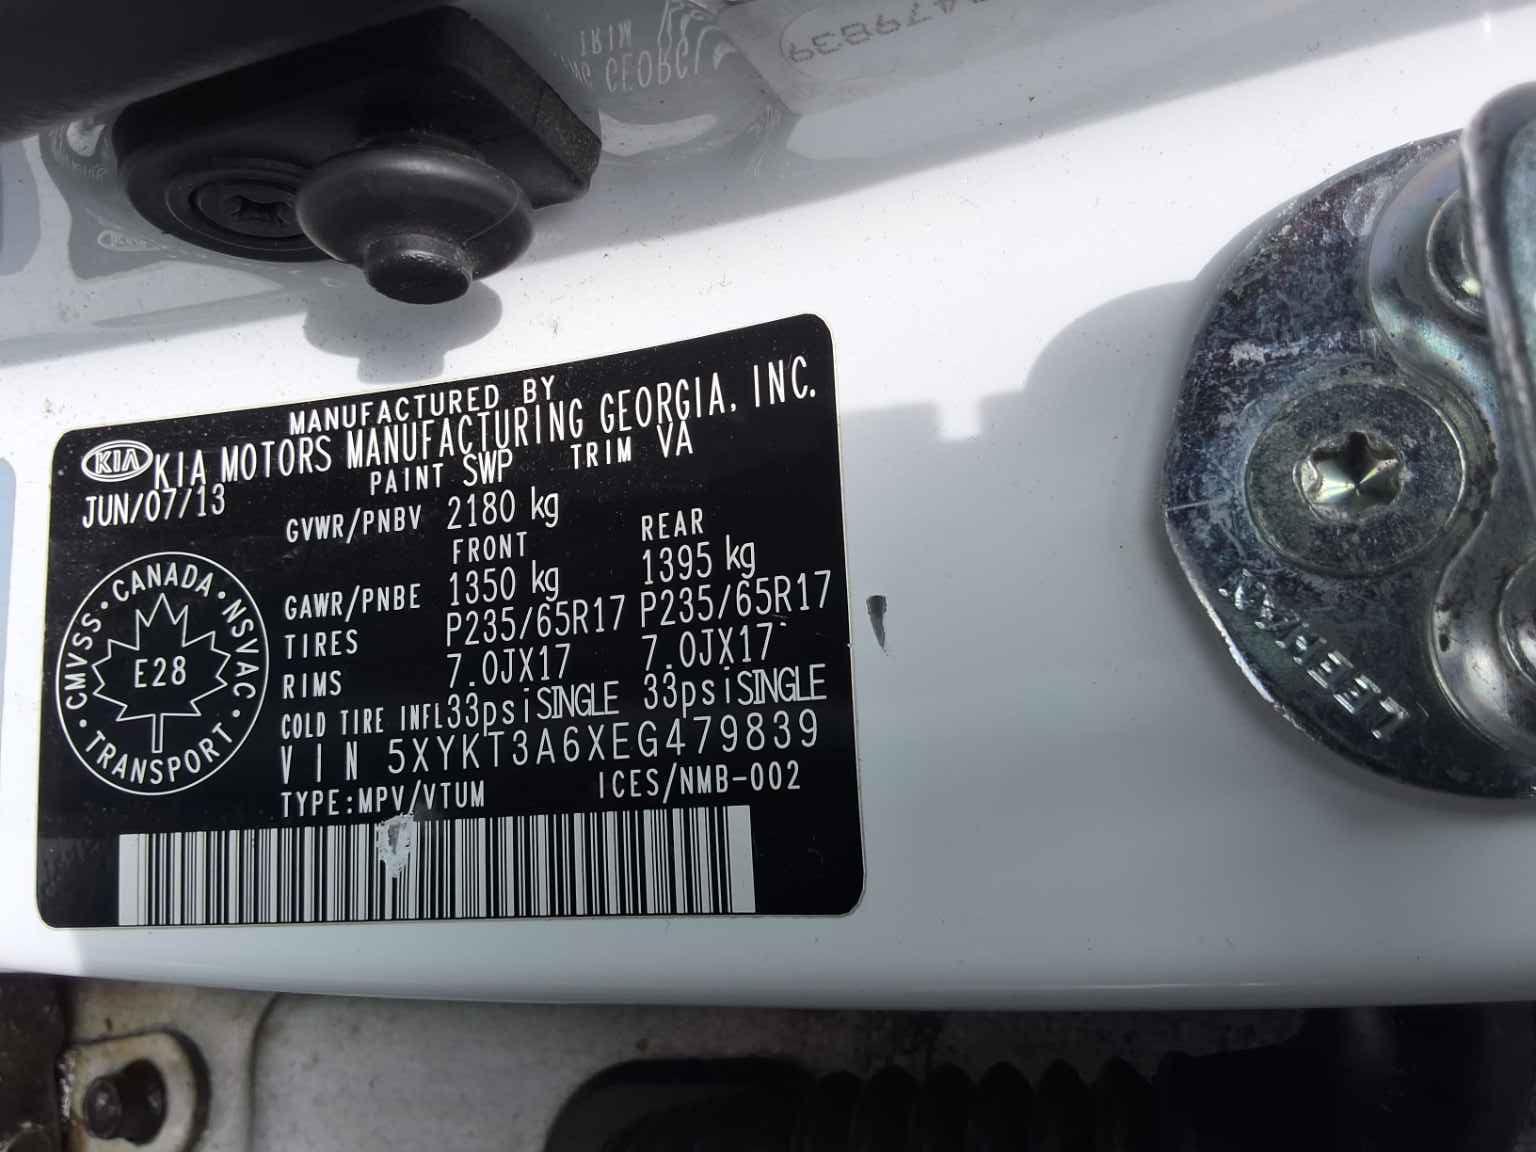 MANUFACTURED BY
KIA KIA MOTORS MANUFACTURING GEORGIA, INC.
JUN/07/13 PAINT SWP TRIM VA
GVWR/PNBV 2180 kg
FRONT REAR
GAWR/PNBE 1350 kg 1395 kg
TIRES P235/65R17 P235/65R17
RIMS 7.0JX17 7.0JX17
COLD TIRE INFL 33psiSINGLE 33psiSINGLE
VIN 5XYKT3A6XEG479839
TYPE:MPV/VTUM ICES/NMB-002
CMVSS • CANADA • NSVAC • TRANSPORT •
E28